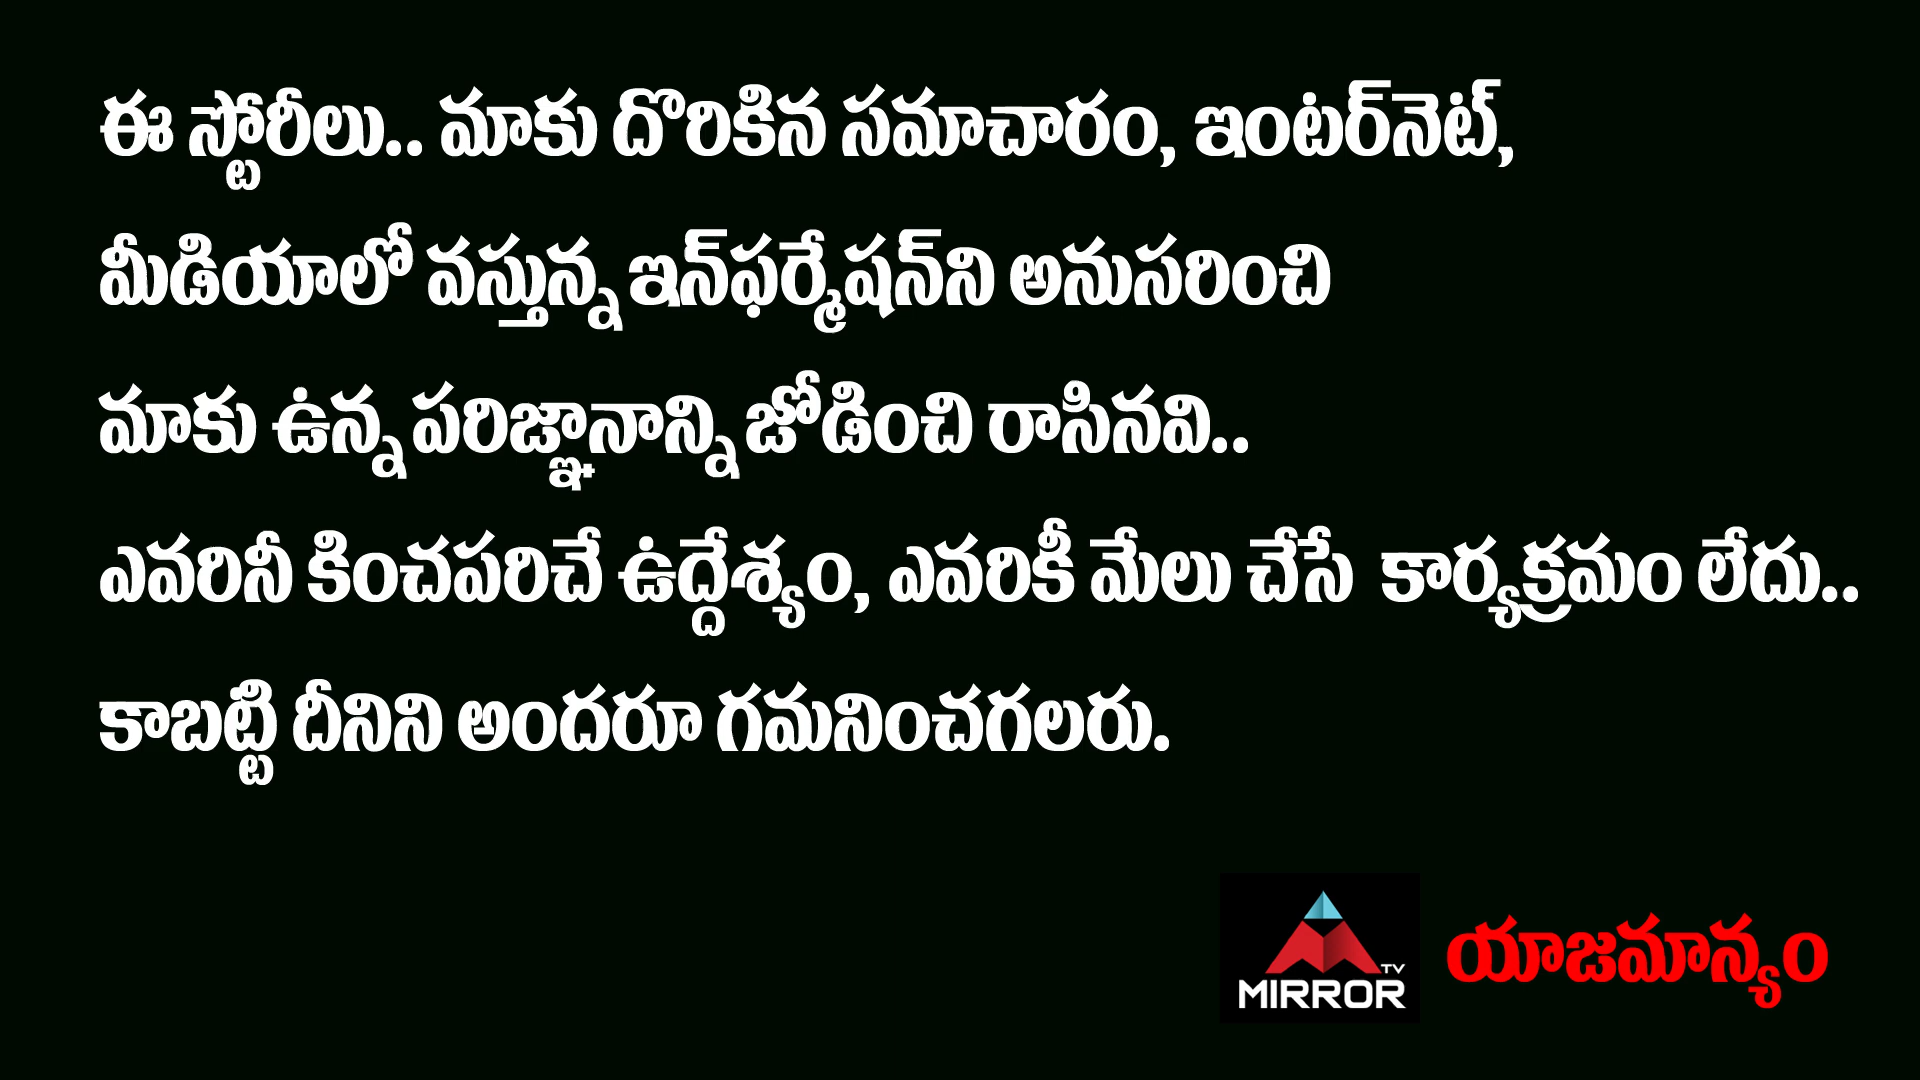 ఈ స్టోరీలు.. మాకు దొరికిన సమాచారం, ఇంటర్‌నెట్,
మీడియాలో వస్తున్న ఇన్‌ఫర్మేషన్‌ని అనుసరించి
మాకు ఉన్న పరిజ్ఞానాన్ని జోడించి రాసినవి..
ఎవరినీ కించపరిచే ఉద్దేశ్యం, ఎవరికీ మేలు చేసే కార్యక్రమం లేదు..
కాబట్టి దీనిని అందరూ గమనించగలరు.
TV
MIRROR
యాజమాన్యం